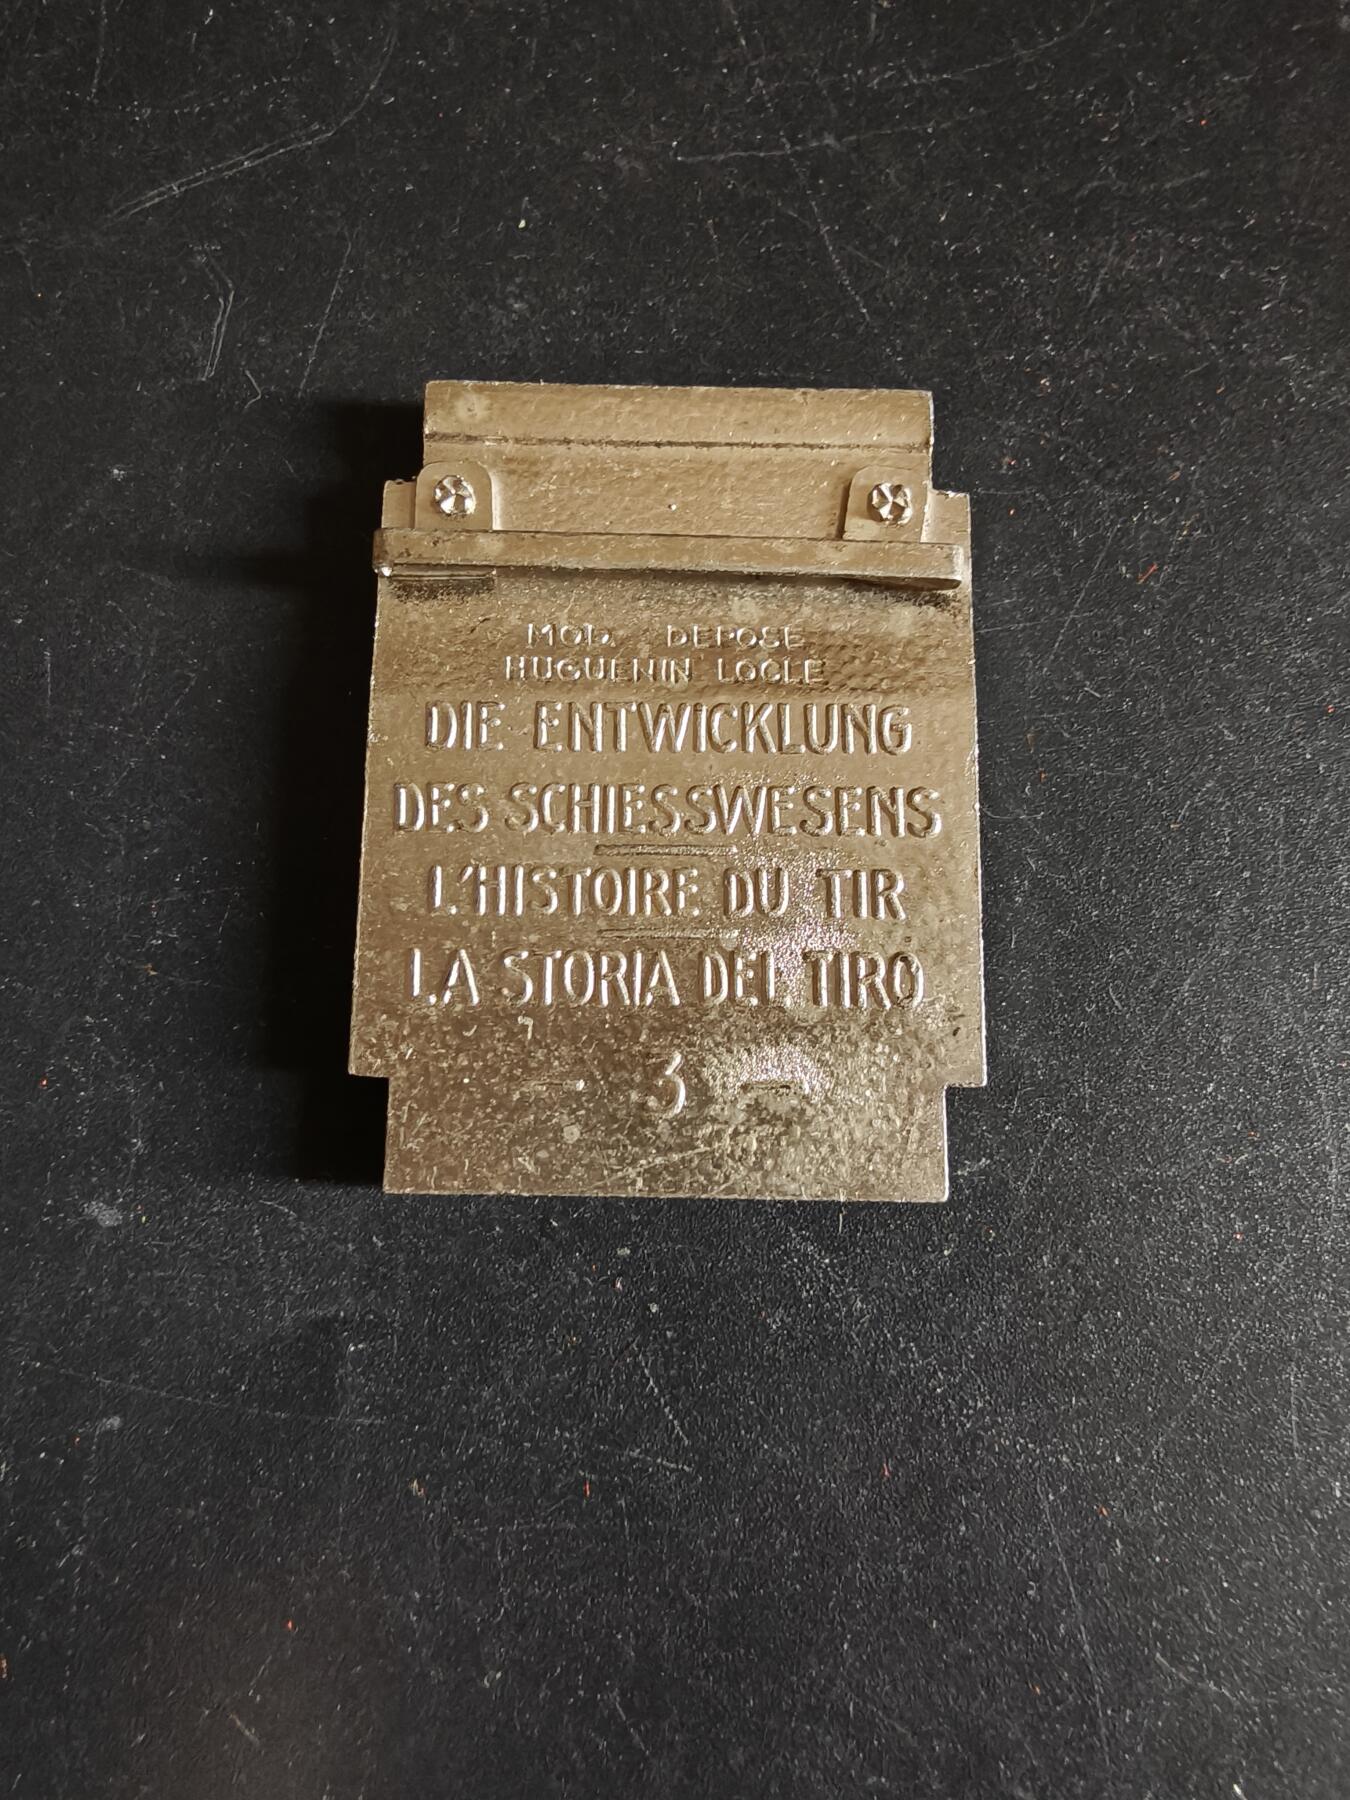 MOD. DEPOSE
HUGUENIN LOCLE
DIE ENTWICKLUNG
DES SCHIESSWESENS
L'HISTOIRE DU TIR
LA STORIA DEL TIRO
- 3 -